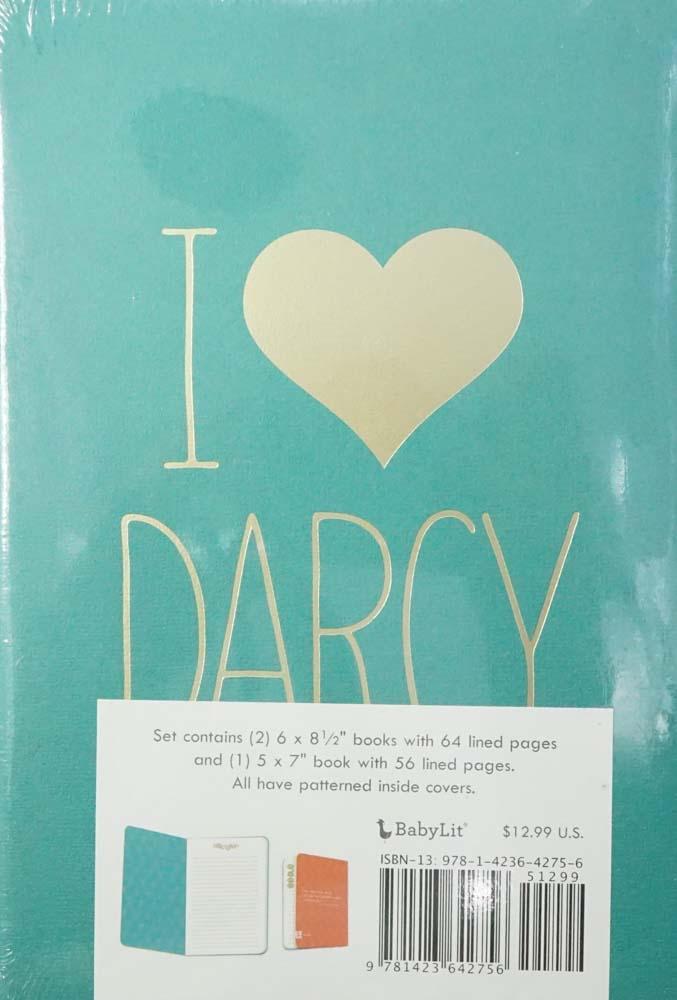 I
DARCY
Set contains (2) 6 x 8 1/2" books with 64 lined pages
and (1) 5 x 7" book with 56 lined pages.
All have patterned inside covers.
BabyLit® $12.99 U.S.
ISBN-13: 978-1-4236-4275-6
51299
9 781423 642756